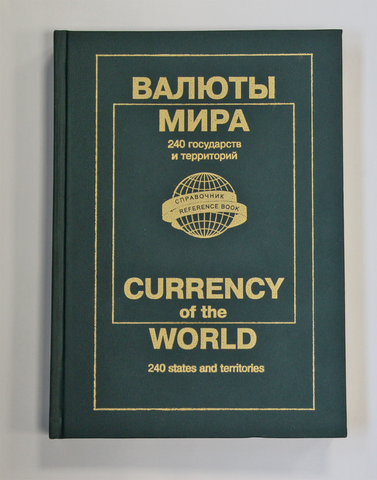 ВАЛЮТЫ
МИРА
240 государств
и территорий
СПРАВОЧНИК
REFERENCE BOOK
CURRENCY
of the
WORLD
240 states and territories